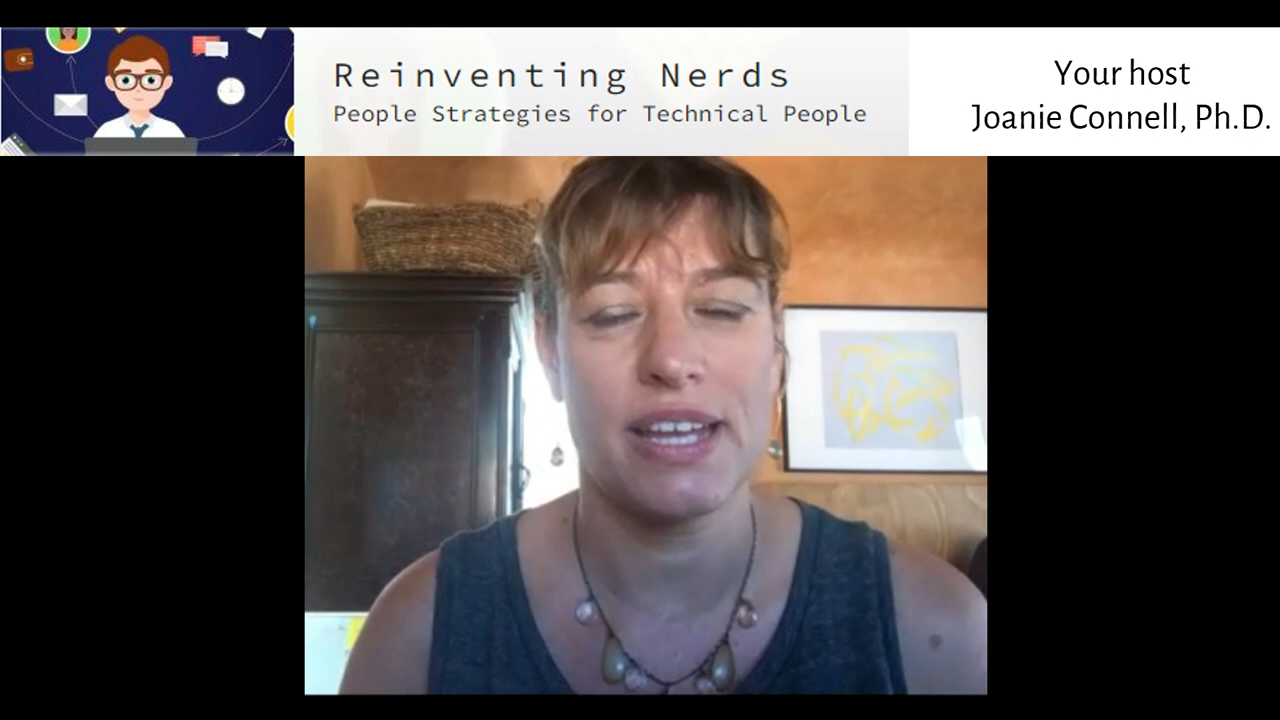 Reinventing Nerds
People Strategies for Technical People
Your host
Joanie Connell, Ph.D.